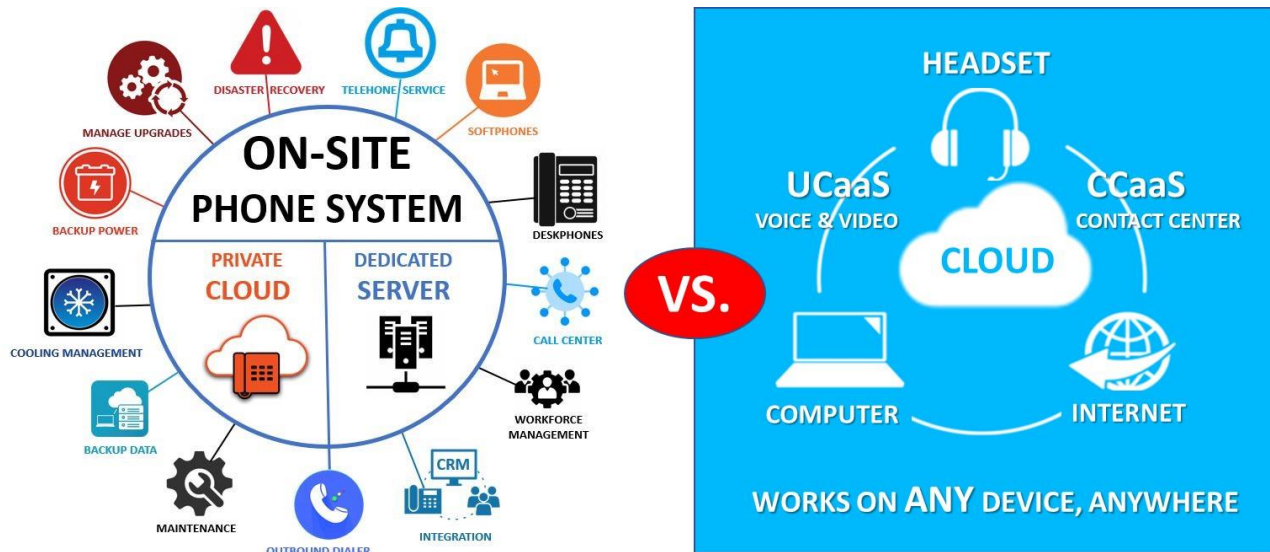 DISASTER RECOVERY
TELEHONE SERVICE
MANAGE UPGRADES
SOFTPHONES
ON-SITE
PHONE SYSTEM
BACKUP POWER
DESKPHONES
PRIVATE
CLOUD
DEDICATED
SERVER
COOLING MANAGEMENT
CALL CENTER
BACKUP DATA
WORKFORCE
MANAGEMENT
MAINTENANCE
CRM
INTEGRATION
OUTBOUND DIALER
VS.
HEADSET
UCaaS
VOICE & VIDEO
CCaaS
CONTACT CENTER
CLOUD
COMPUTER
INTERNET
WORKS ON ANY DEVICE, ANYWHERE